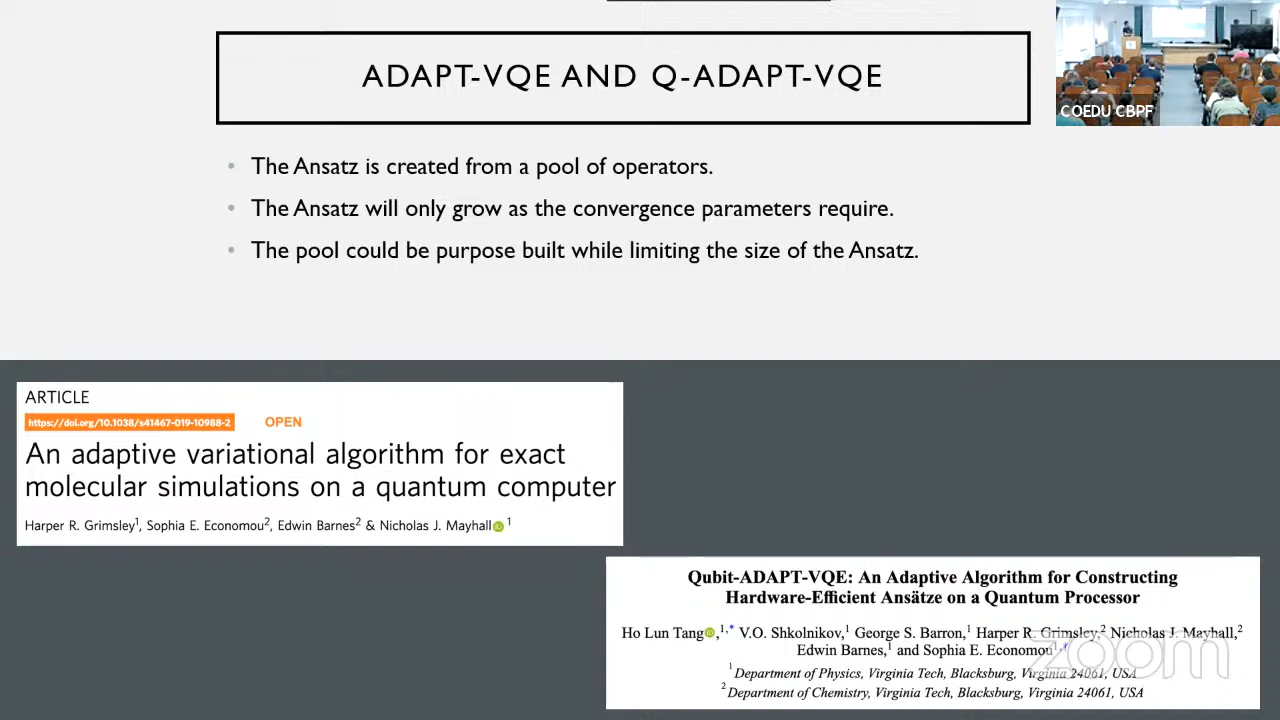 ADAPT-VQE AND Q-ADAPT-VQE
COEDU CBPF
• The Ansatz is created from a pool of operators.
• The Ansatz will only grow as the convergence parameters require.
• The pool could be purpose built while limiting the size of the Ansatz.
ARTICLE
https://doi.org/10.1038/s41467-019-10988-2 OPEN
An adaptive variational algorithm for exact
molecular simulations on a quantum computer
Harper R. Grimsley¹, Sophia E. Economou², Edwin Barnes² & Nicholas J. Mayhall ¹
Qubit-ADAPT-VQE: An Adaptive Algorithm for Constructing
Hardware-Efficient Ansätze on a Quantum Processor
Ho Lun Tang,¹,* V.O. Shkolnikov,¹ George S. Barron,¹ Harper R. Grimsley,² Nicholas J. Mayhall,²
Edwin Barnes,¹ and Sophia E. Economou¹,†
¹Department of Physics, Virginia Tech, Blacksburg, Virginia 24061, USA
²Department of Chemistry, Virginia Tech, Blacksburg, Virginia 24061, USA
zoom